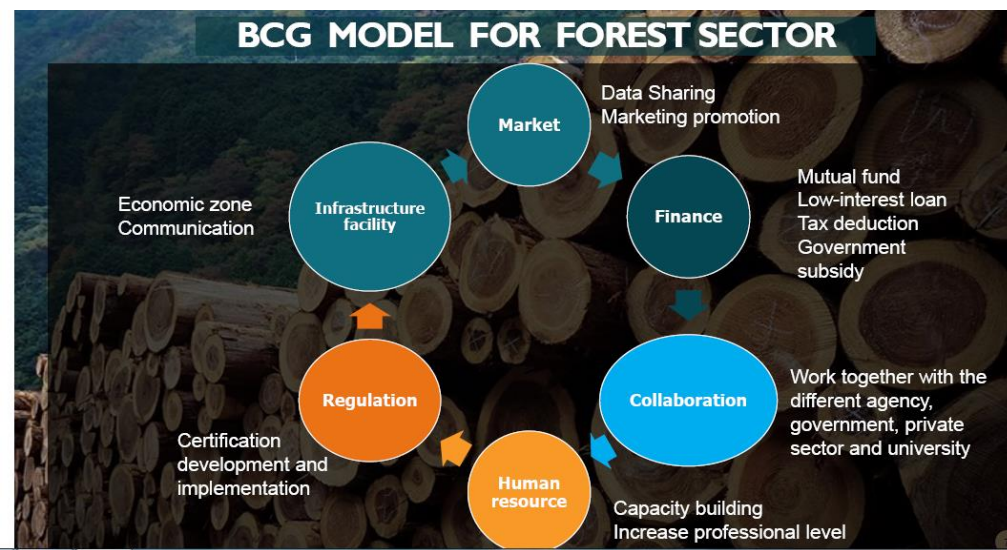 BCG MODEL FOR FOREST SECTOR
Market
Data Sharing
Marketing promotion
Finance
Mutual fund
Low-interest loan
Tax deduction
Government
subsidy
Collaboration
Work together with the
different agency,
government, private
sector and university
Human
resource
Capacity building
Increase professional level
Regulation
Certification
development and
implementation
Infrastructure
facility
Economic zone
Communication